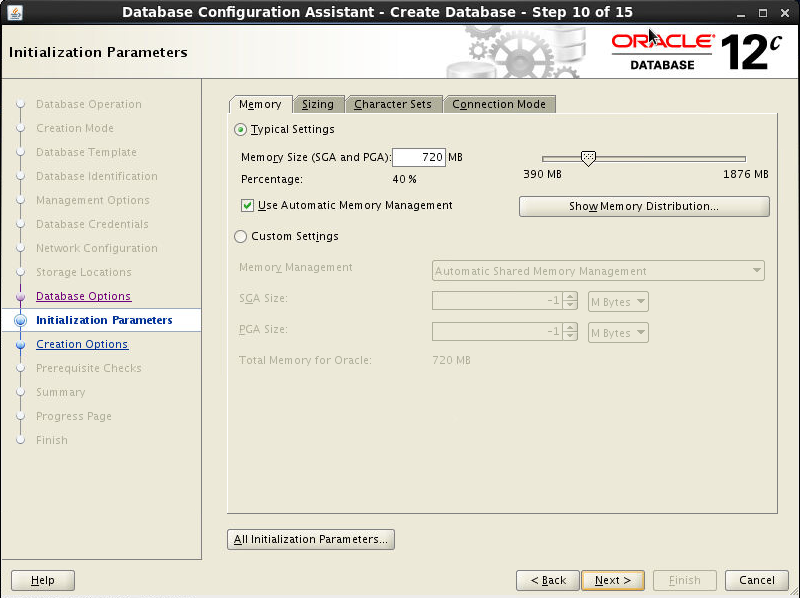 Database Configuration Assistant - Create Database - Step 10 of 15
Initialization Parameters
ORACLE®
DATABASE
12c
Database Operation
Creation Mode
Database Template
Database Identification
Management Options
Database Credentials
Network Configuration
Storage Locations
Database Options
Initialization Parameters
Creation Options
Prerequisite Checks
Summary
Progress Page
Finish
Memory Sizing Character Sets Connection Mode
Typical Settings
Memory Size (SGA and PGA): 720 MB
390 MB 1876 MB
Percentage: 40 %
Use Automatic Memory Management Show Memory Distribution...
Custom Settings
Memory Management Automatic Shared Memory Management
SGA Size: -1 M Bytes
PGA Size: -1 M Bytes
Total Memory for Oracle: 720 MB
All Initialization Parameters...
Help < Back Next > Finish Cancel